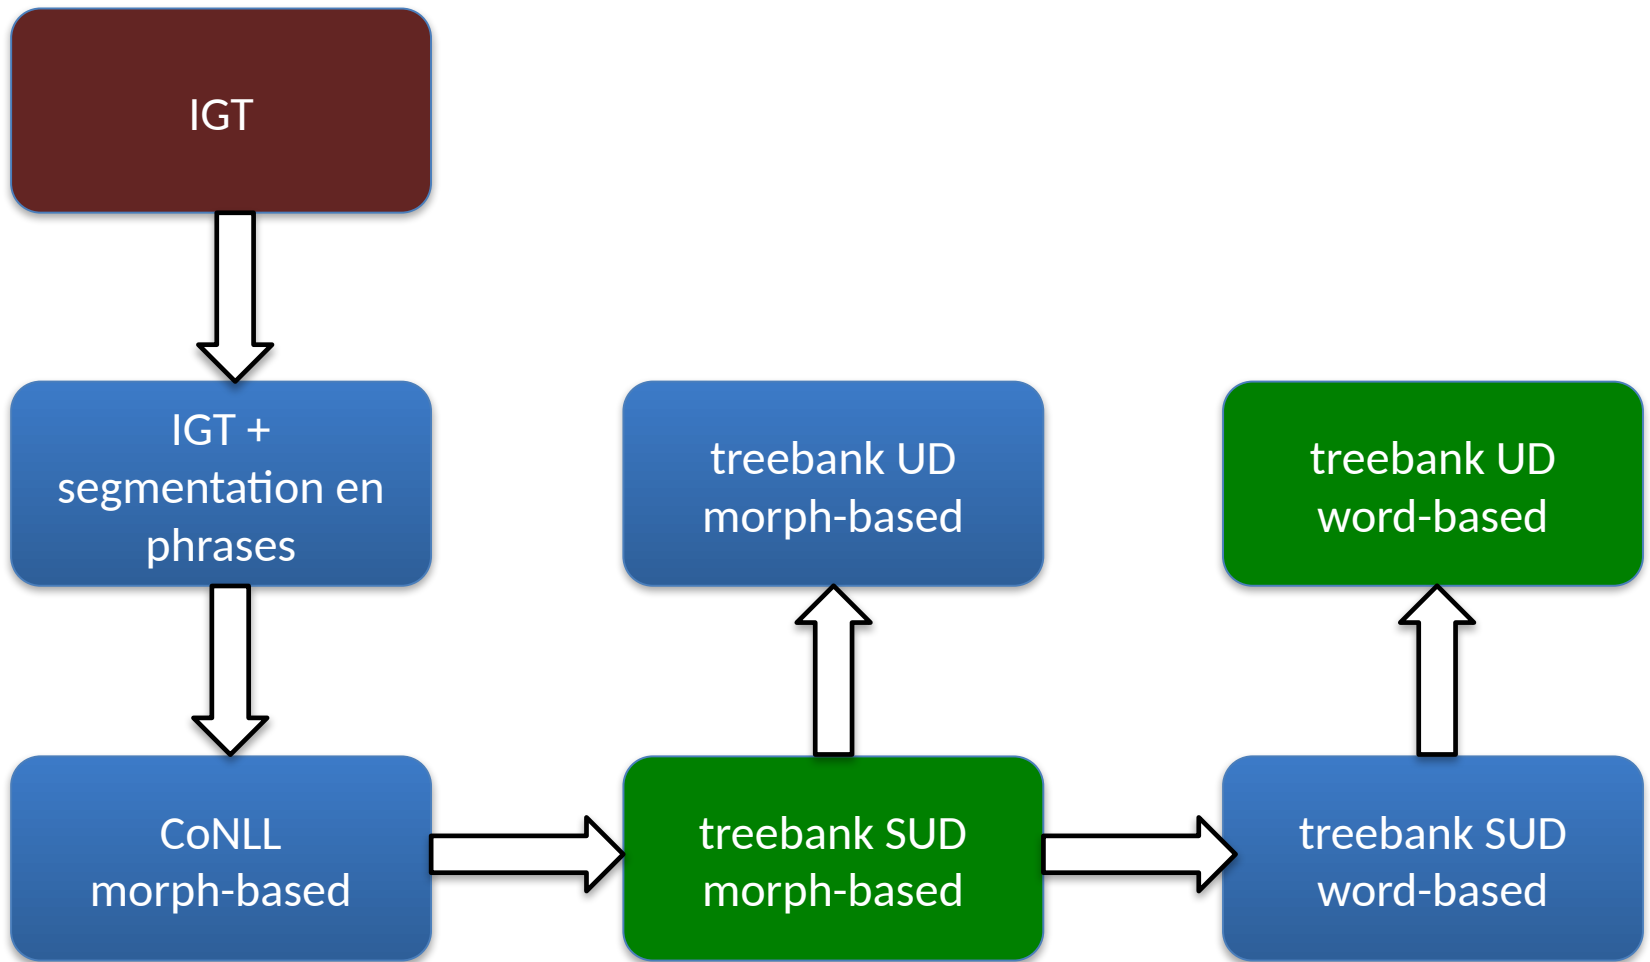 IGT
IGT +
segmentation en
phrases
treebank UD
morph-based
treebank UD
word-based
CoNLL
morph-based
treebank SUD
morph-based
treebank SUD
word-based